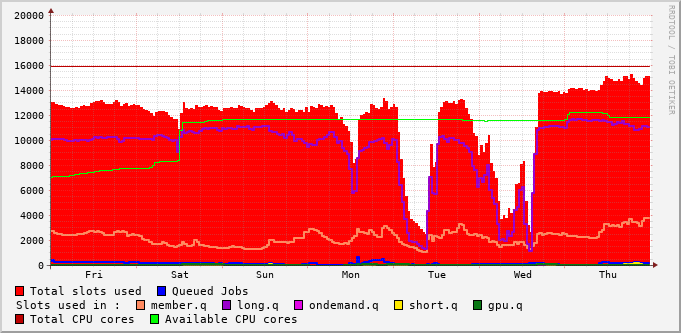 RRDTOOL / TOBI OETIKER
20000
18000
16000
14000
12000
10000
8000
6000
4000
2000
0
Fri Sat Sun Mon Tue Wed Thu
Total slots used Queued Jobs
Slots used in : member.q long.q ondemand.q short.q gpu.q
Total CPU cores Available CPU cores